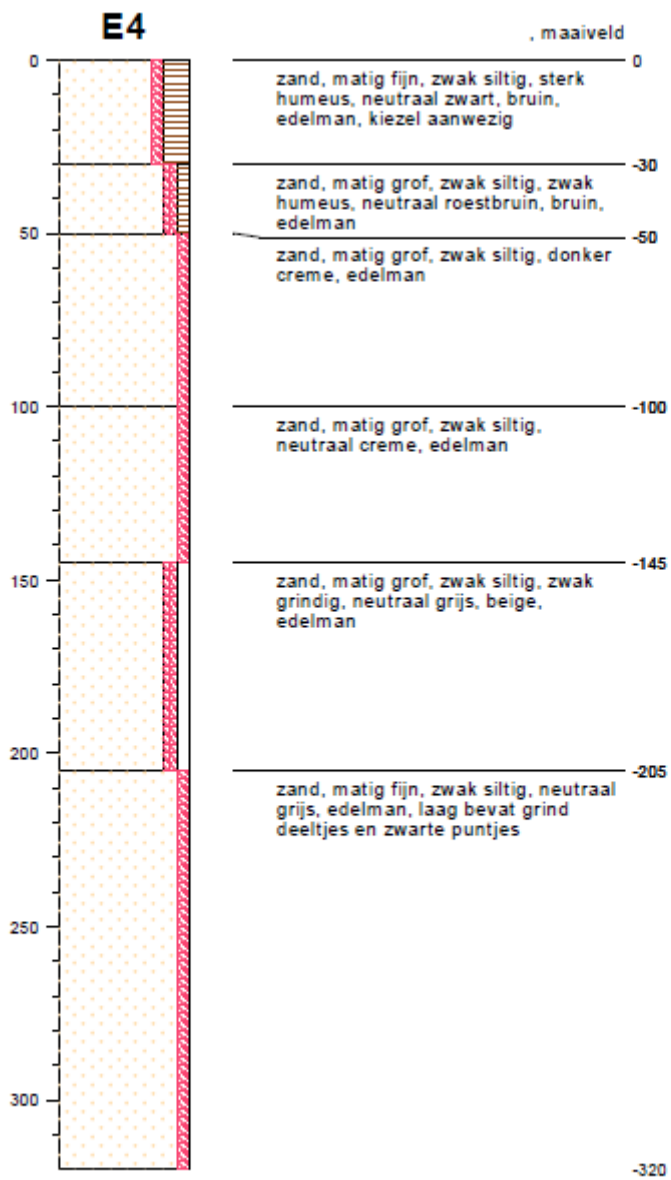 E4
, maaiveld
0
0
zand, matig fijn, zwak siltig, sterk
humeus, neutraal zwart, bruin,
edelman, kiezel aanwezig
-30
zand, matig grof, zwak siltig, zwak
humeus, neutraal roestbruin, bruin,
edelman
50
-50
zand, matig grof, zwak siltig, donker
creme, edelman
100
-100
zand, matig grof, zwak siltig,
neutraal creme, edelman
-145
150
zand, matig grof, zwak siltig, zwak
grindig, neutraal grijs, beige,
edelman
200
-205
zand, matig fijn, zwak siltig, neutraal
grijs, edelman, laag bevat grind
deeltjes en zwarte puntjes
250
300
-320